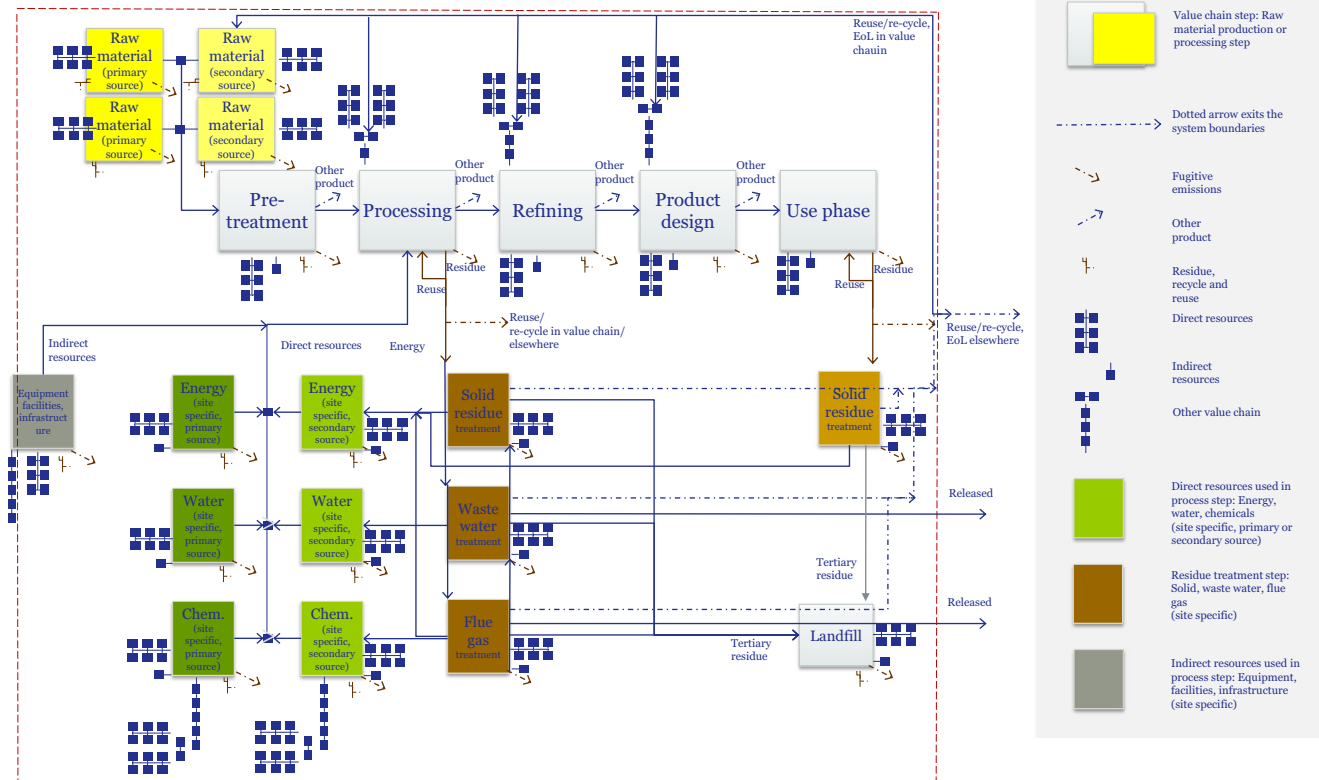 Raw
material
(primary
source)
Raw
material
(secondary
source)
Raw
material
(primary
source)
Raw
material
(secondary
source)
Reuse/re-cycle,
EoL in value
chauin
Pre-
treatment
Other
product
Processing
Other
product
Refining
Other
product
Product
design
Other
product
Use phase
Residue
Reuse
Residue
Reuse
Reuse/
re-cycle in value chain/
elsewhere
Reuse/re-cycle,
EoL elsewhere
Indirect
resources
Direct resources
Energy
Equipment
facilities,
infrastruct
ure
Energy
(site
specific,
primary
source)
Energy
(site
specific,
secondary
source)
Solid
residue
treatment
Solid
residue
treatment
Water
(site
specific,
primary
source)
Water
(site
specific,
secondary
source)
Waste
water
treatment
Released
Tertiary
residue
Chem.
(site
specific,
primary
source)
Chem.
(site
specific,
secondary
source)
Flue
gas
treatment
Released
Tertiary
residue
Landfill
Value chain step: Raw
material production or
processing step
Dotted arrow exits the
system boundaries
Fugitive
emissions
Other
product
Residue,
recycle and
reuse
Direct resources
Indirect
resources
Other value chain
Direct resources used in
process step: Energy,
water, chemicals
(site specific, primary or
secondary source)
Residue treatment step:
Solid, waste water, flue
gas
(site specific)
Indirect resources used in
process step: Equipment,
facilities, infrastructure
(site specific)